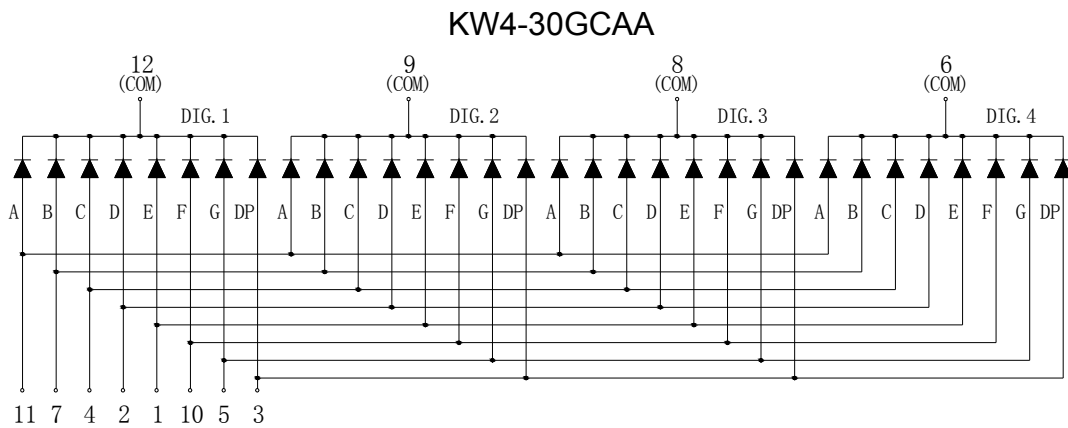 KW4-30GCAA
12 9 8 6
(COM) (COM) (COM) (COM)
DIG.1 DIG.2 DIG.3 DIG.4
A B C D E F G DP A B C D E F G DP A B C D E F G DP A B C D E F G DP
11 7 4 2 1 10 5 3